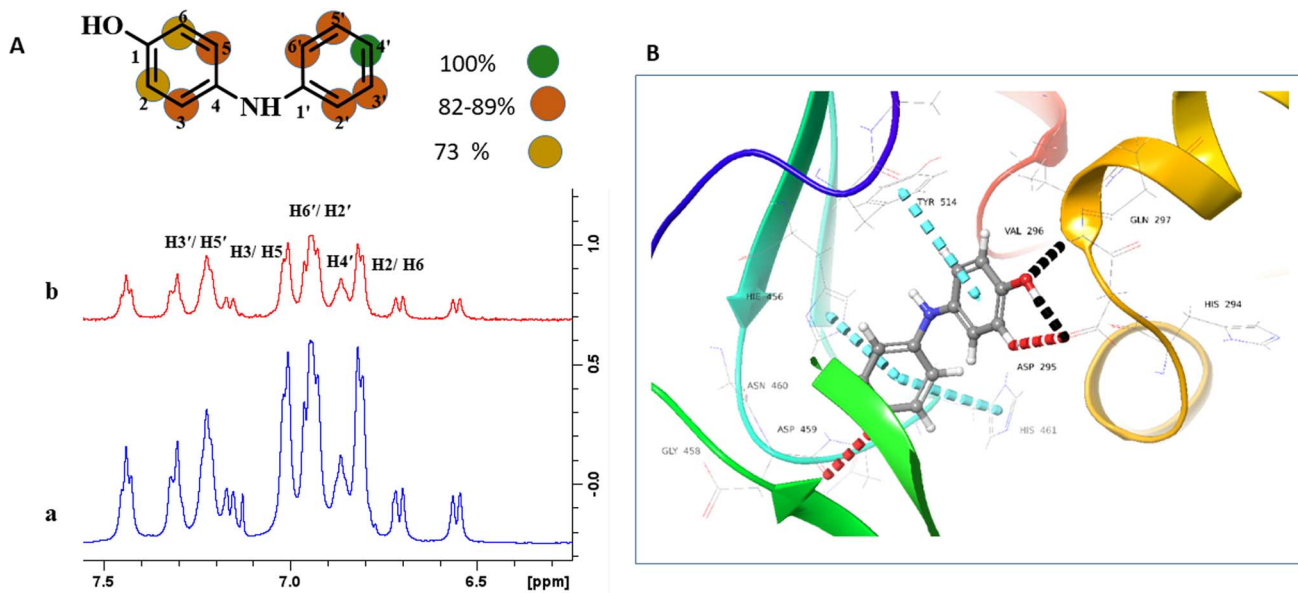 A
HO
1
2
3
4
5
6
NH
1'
2'
3'
4'
5'
6'
100%
82-89%
73 %
b
H3'/ H5'
H3/ H5
H6'/ H2'
H4'
H2/ H6
a
1.0
0.5
-0.0
7.5
7.0
6.5
[ppm]
B
TYR 514
VAL 296
GLN 297
HIE 456
HIS 294
ASP 295
ASN 460
ASP 459
HIS 461
GLY 458